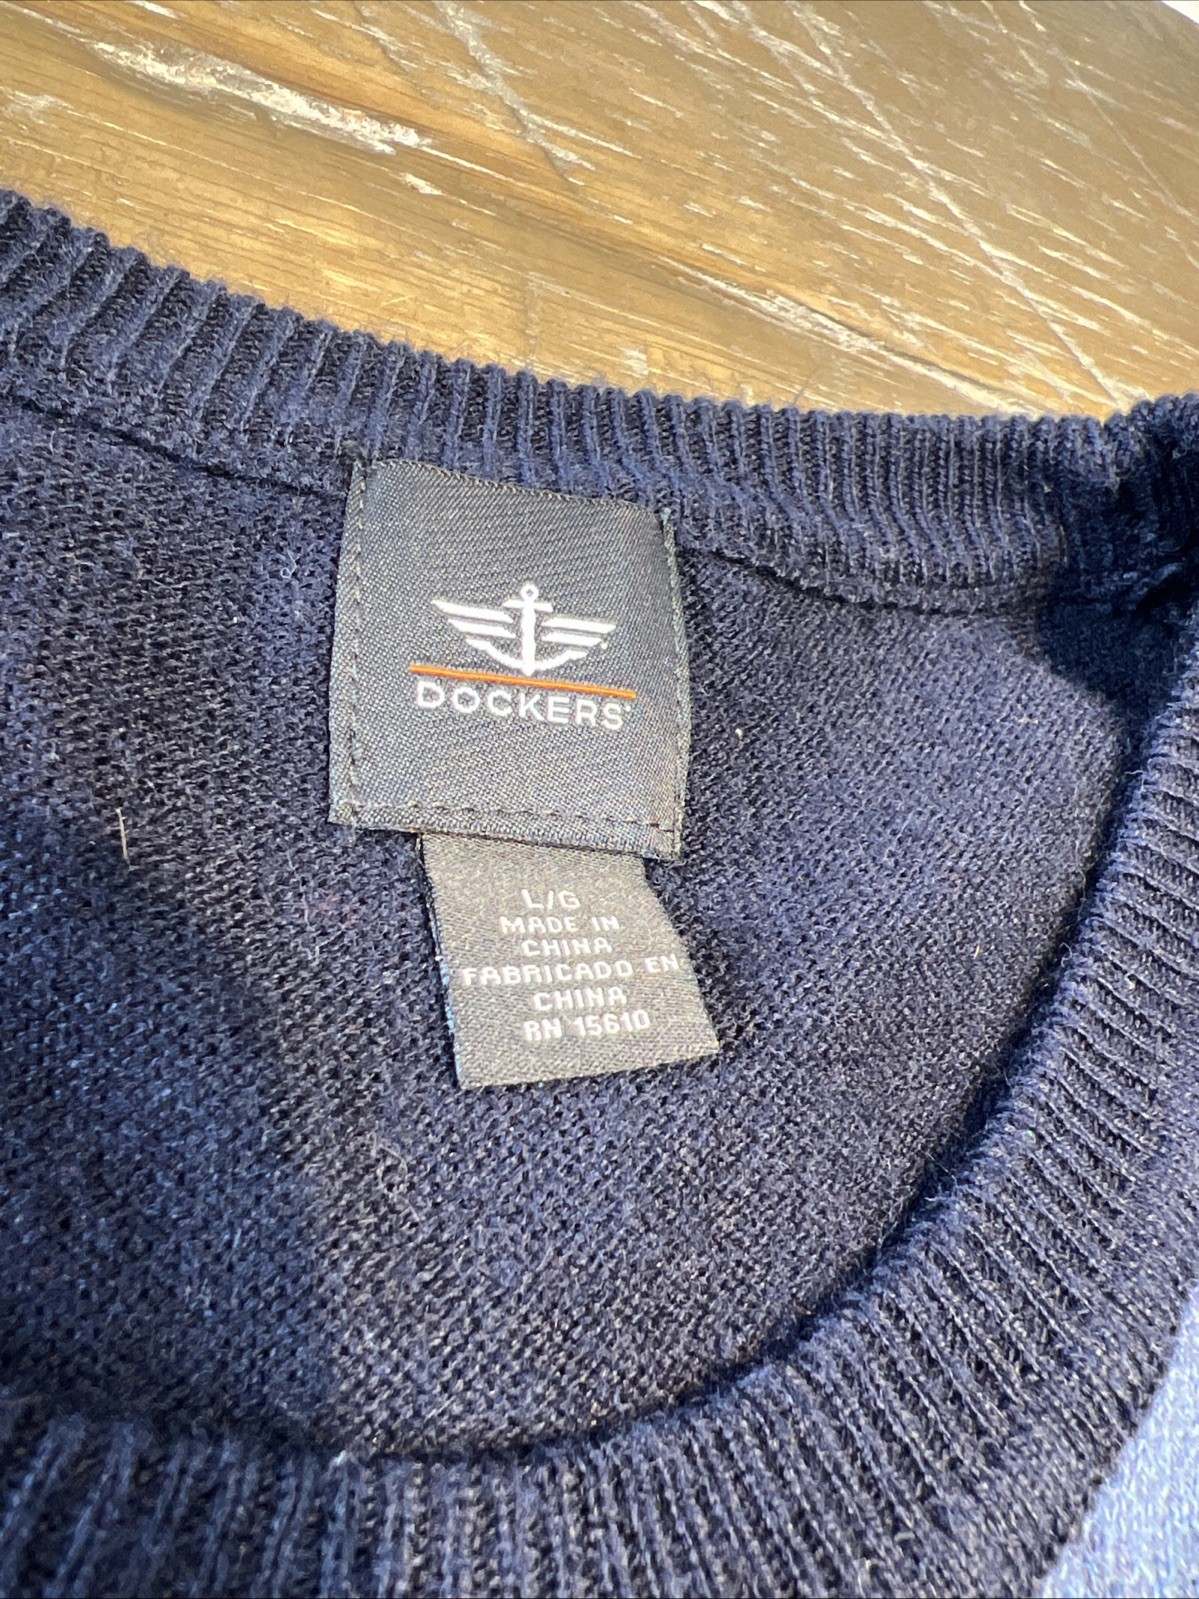 DOCKERS
L/G
MADE IN
CHINA
FABRICADO EN
CHINA
RN 15610